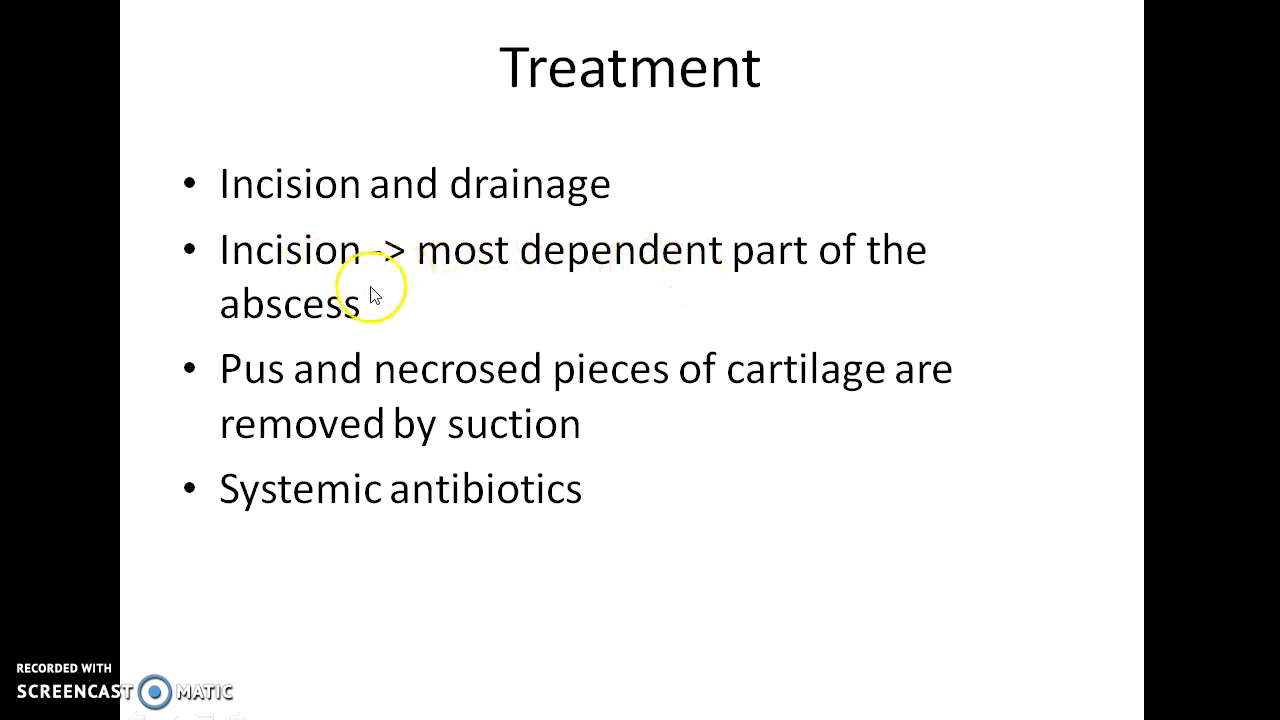 Treatment
• Incision and drainage
• Incision -> most dependent part of the
abscess
• Pus and necrosed pieces of cartilage are
removed by suction
• Systemic antibiotics
RECORDED WITH
SCREENCAST MATIC